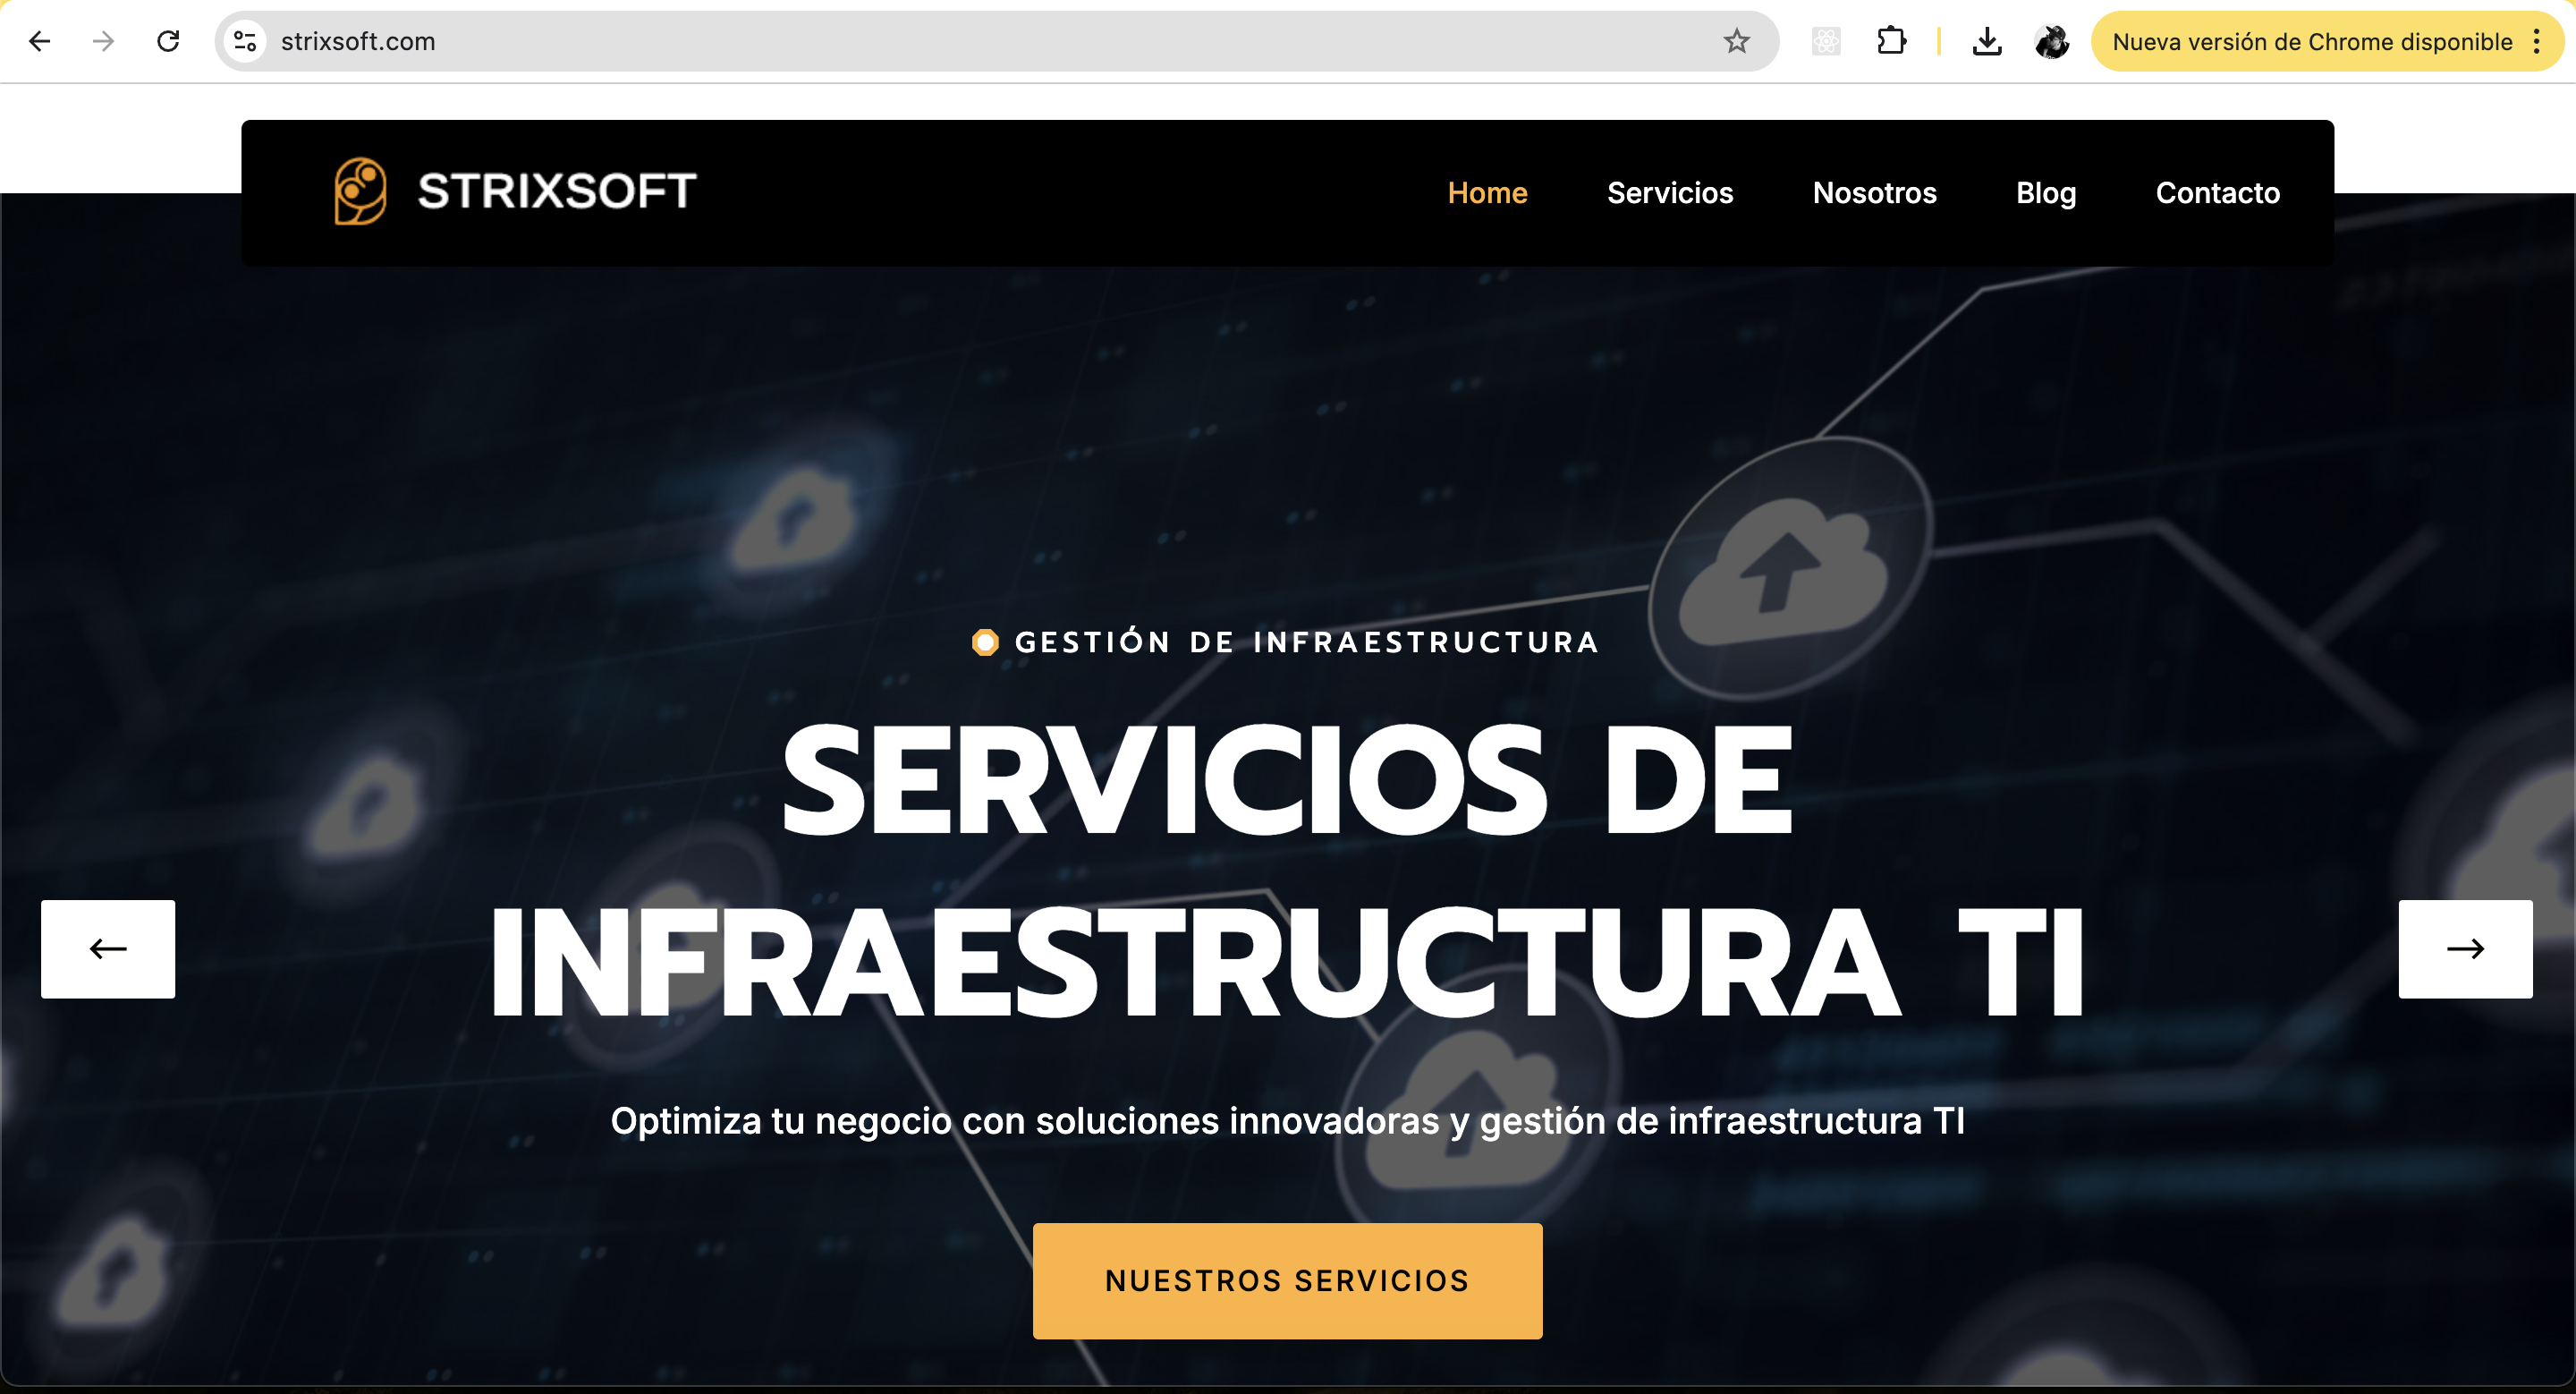 strixsoft.com
Nueva versión de Chrome disponible
STRIXSOFT
Home Servicios Nosotros Blog Contacto
GESTIÓN DE INFRAESTRUCTURA
SERVICIOS DE
INFRAESTRUCTURA TI
Optimiza tu negocio con soluciones innovadoras y gestión de infraestructura TI
NUESTROS SERVICIOS